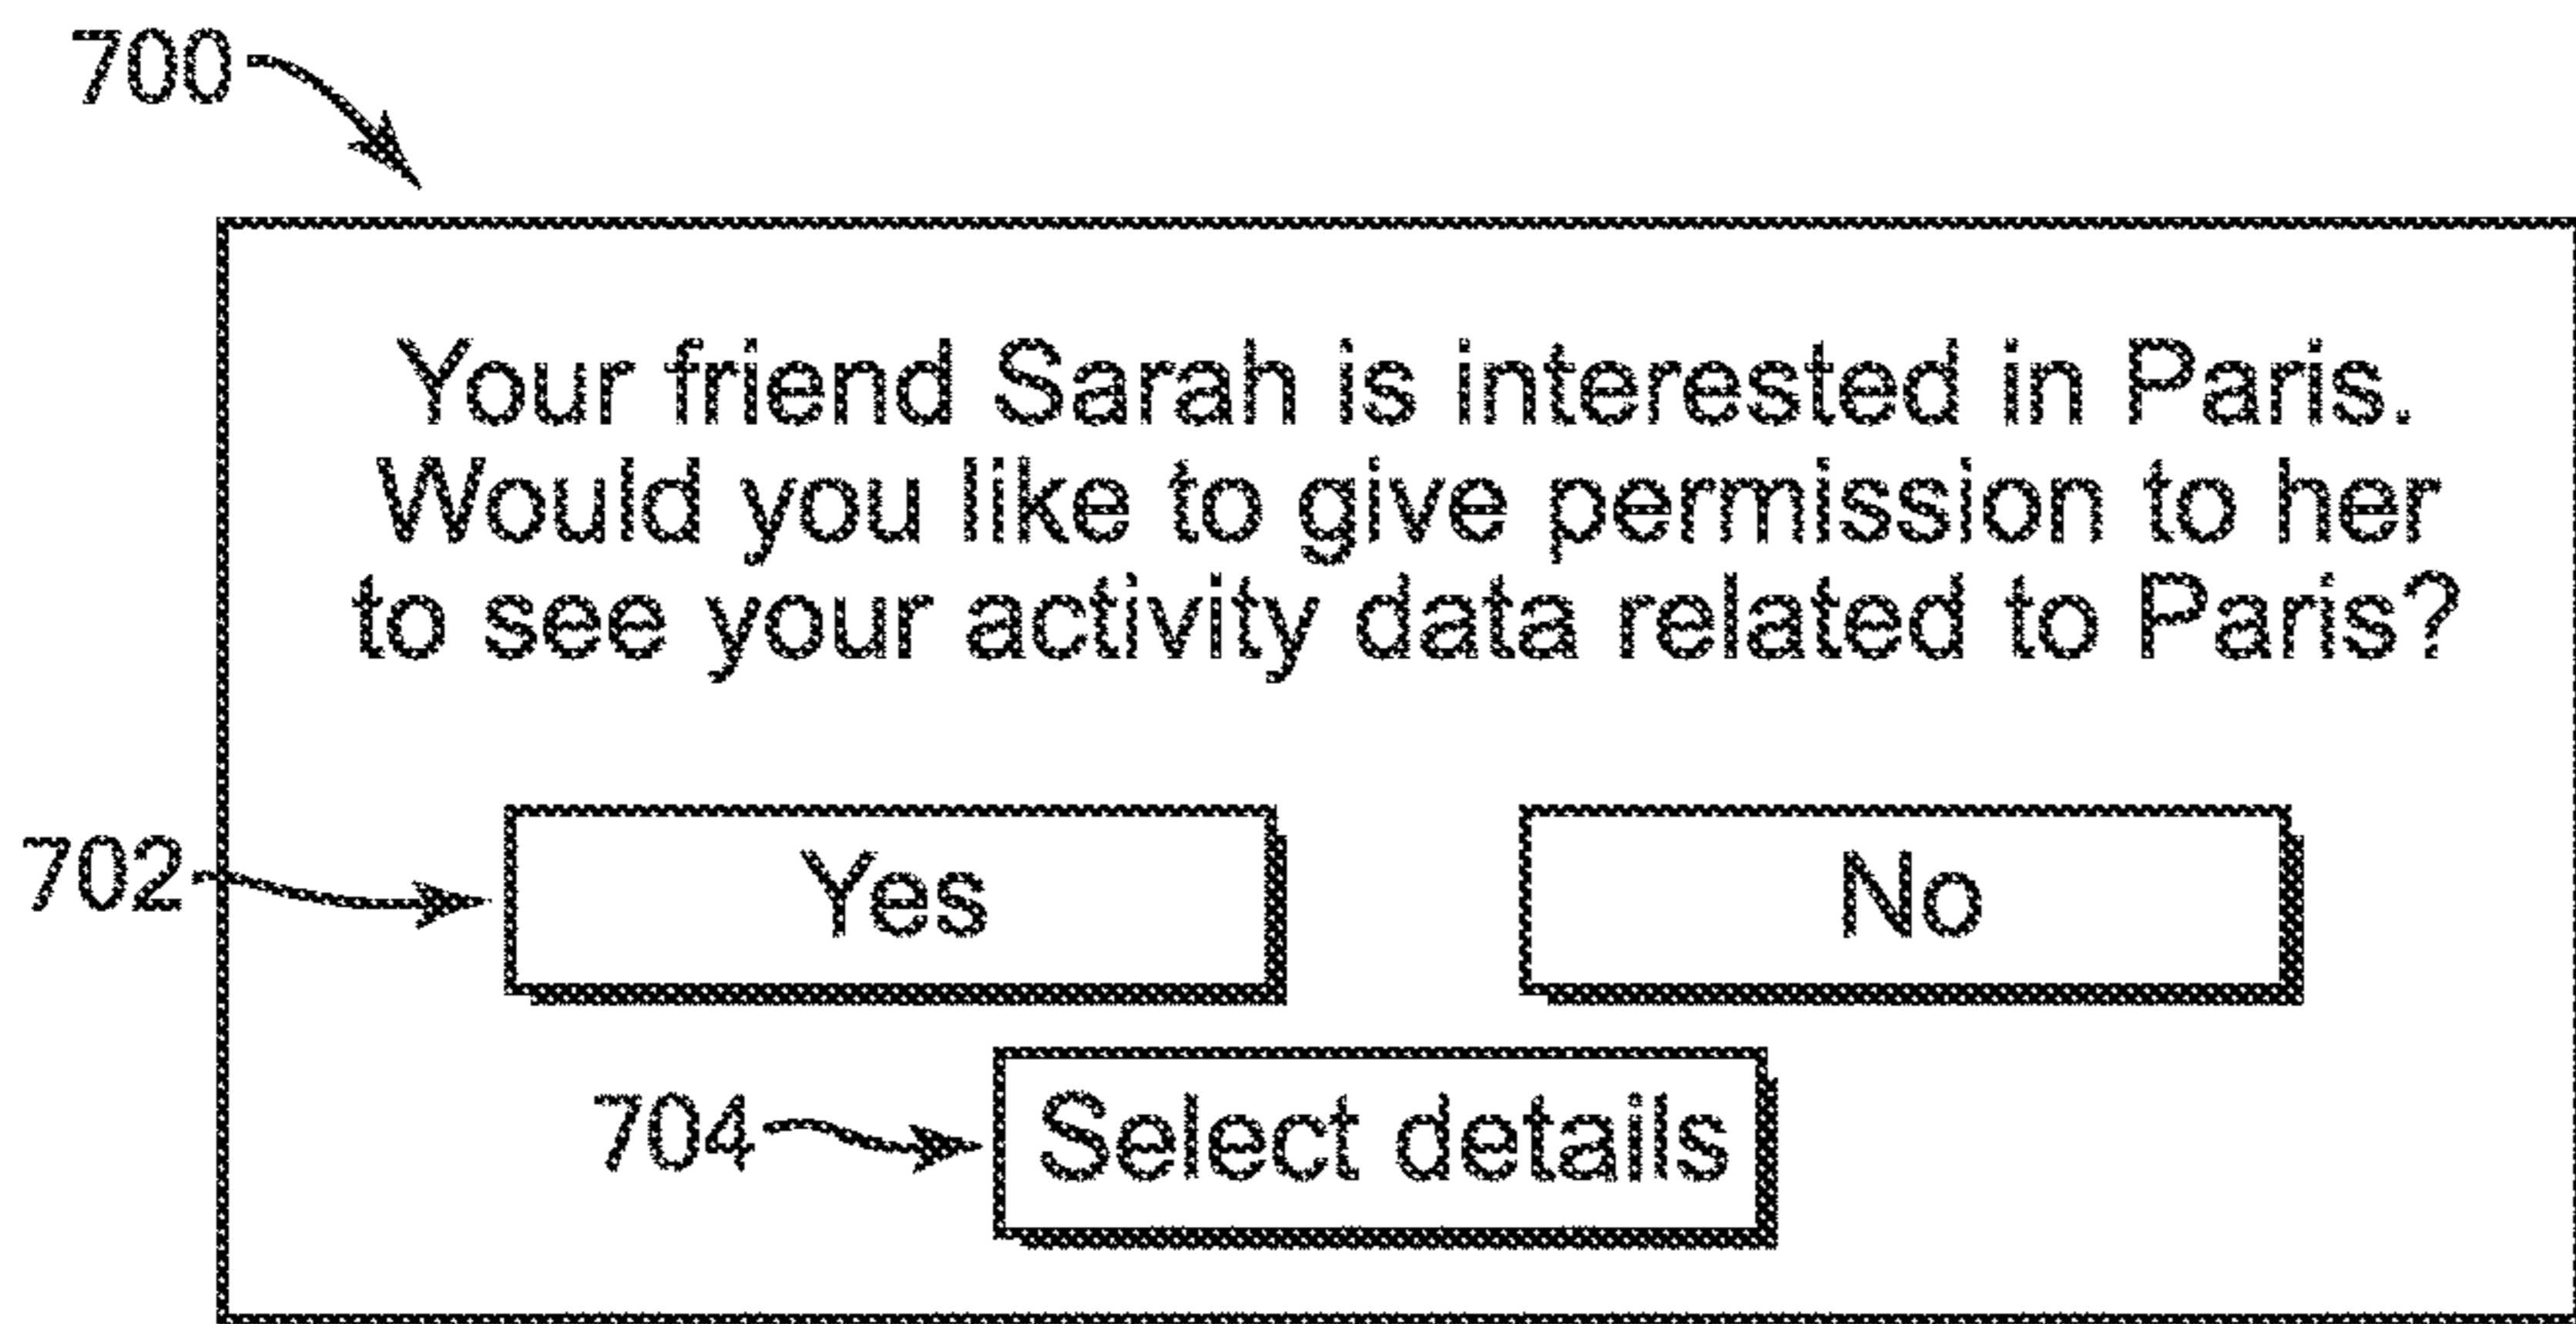 700
Your friend Sarah is interested in Paris.
Would you like to give permission to her
to see your activity data related to Paris?
702 Yes No
704 Select details